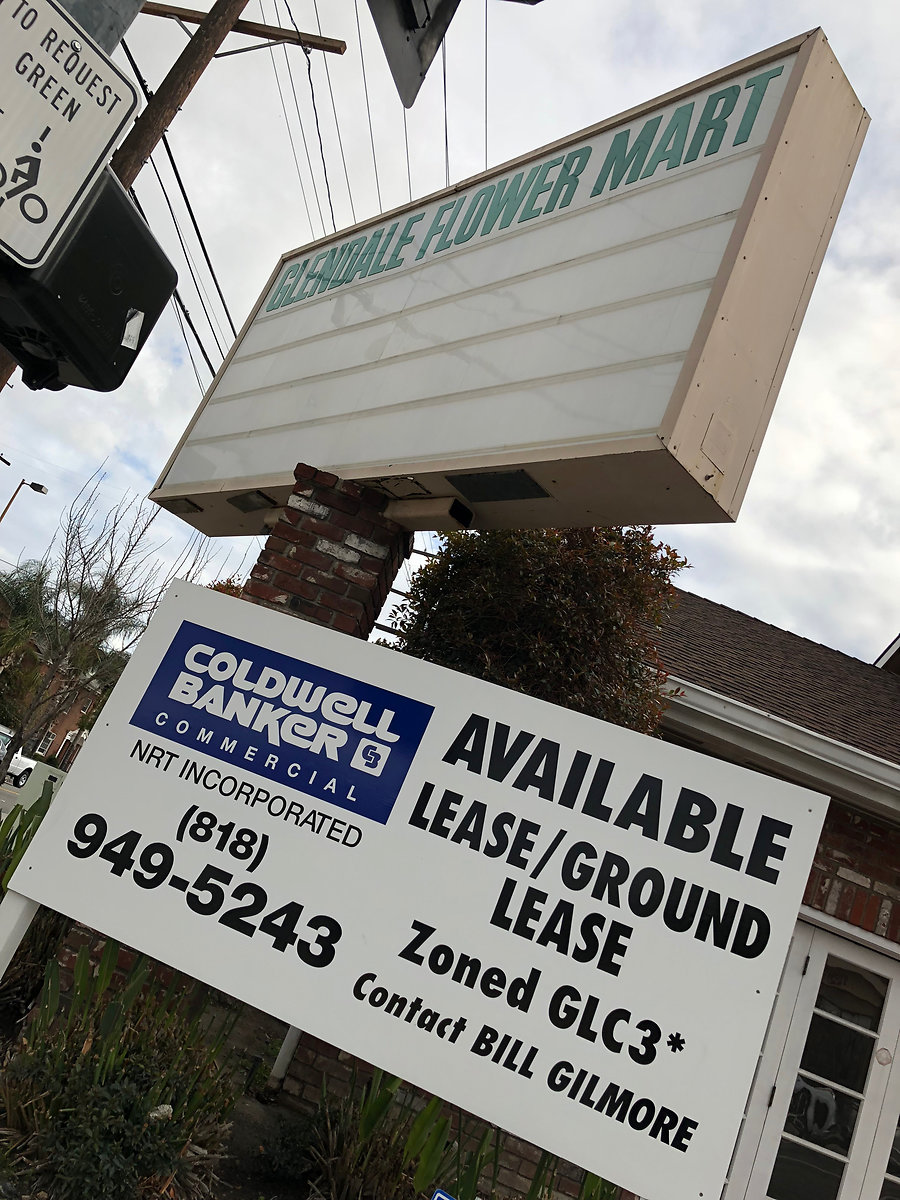 TO REQUEST
GREEN
GLENDALE FLOWER MART
COLDWELL
BANKER
COMMERCIAL
NRT INCORPORATED
(818)
949-5243
AVAILABLE
LEASE/GROUND
LEASE
Zoned GLC3*
Contact BILL GILMORE